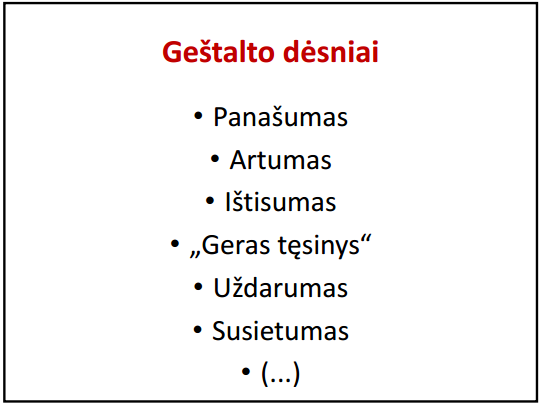 Geštalto dėsniai
• Panašumas
• Artumas
• Ištisumas
• „Geras tęsinys“
• Uždarumas
• Susietumas
• (...)